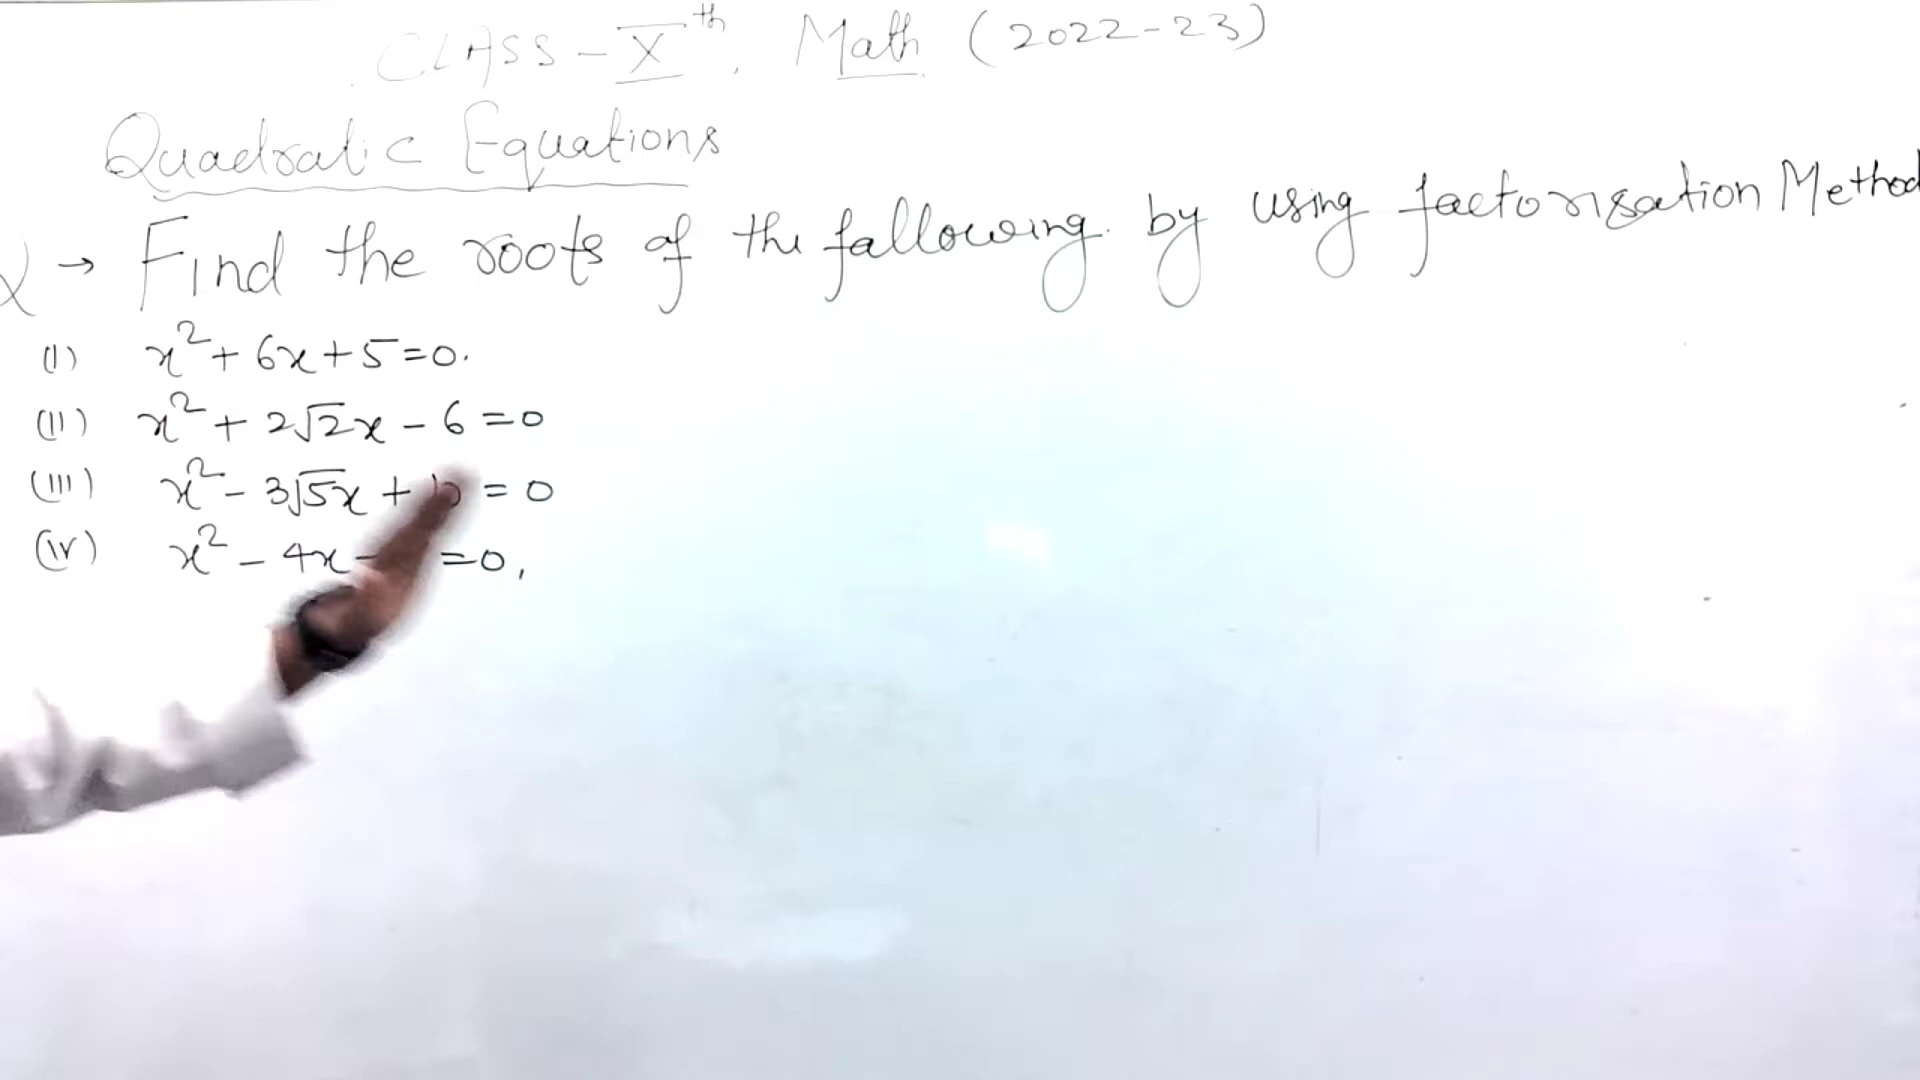 CLASS - Xth, Math (2022-23)
Quadratic Equations
→ Find the roots of the fallowing by using factorisation Method
(I) x² + 6x + 5 = 0.
(II) x² + 2√2x - 6 = 0
(III) x² - 3√5x + = 0
(iv) x² - 4x - = 0,